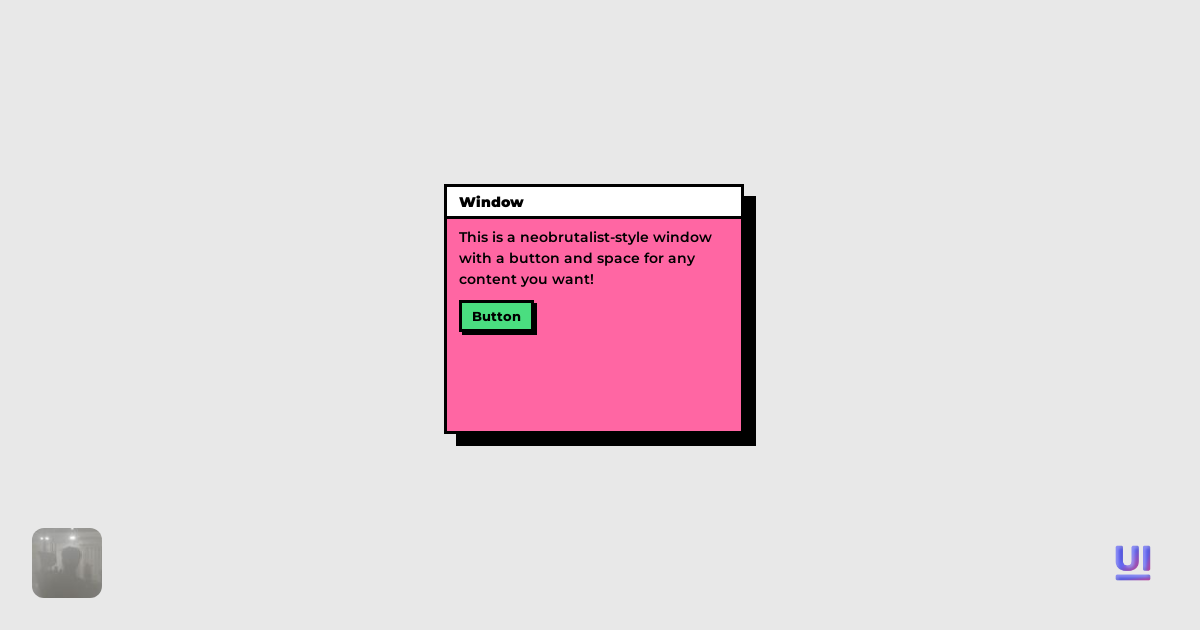 Window
This is a neobrutalist-style window
with a button and space for any
content you want!
Button
UI